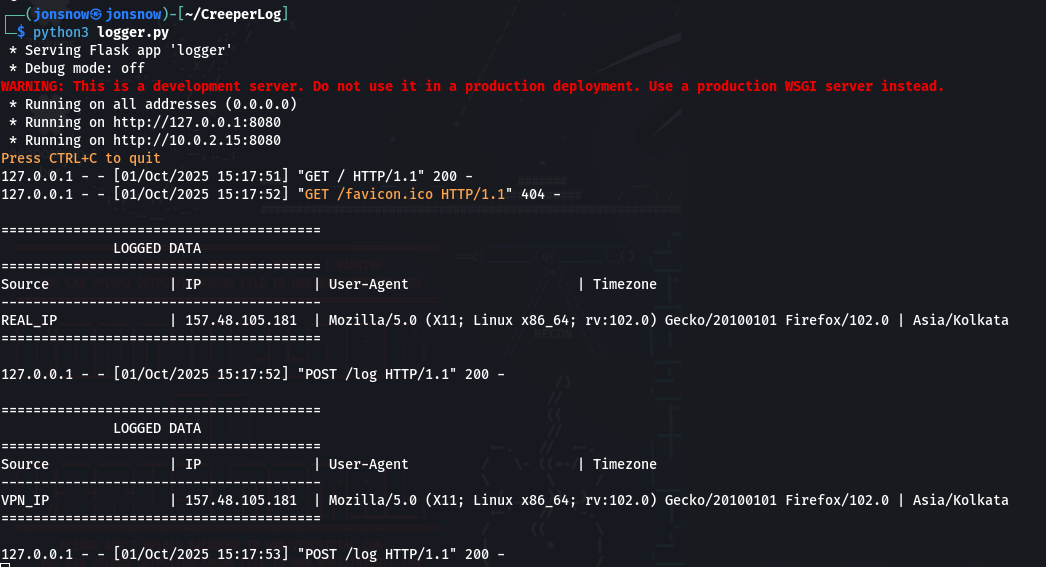 (jonsnow㉿jonsnow)-[~/CreeperLog]
$ python3 logger.py
* Serving Flask app 'logger'
* Debug mode: off
WARNING: This is a development server. Do not use it in a production deployment. Use a production WSGI server instead.
* Running on all addresses (0.0.0.0)
* Running on http://127.0.0.1:8080
* Running on http://10.0.2.15:8080
Press CTRL+C to quit
127.0.0.1 - - [01/Oct/2025 15:17:51] "GET / HTTP/1.1" 200 -
127.0.0.1 - - [01/Oct/2025 15:17:52] "GET /favicon.ico HTTP/1.1" 404 -
========================================
LOGGED DATA
========================================
Source | IP | User-Agent | Timezone
----------------------------------------
REAL_IP | 157.48.105.181 | Mozilla/5.0 (X11; Linux x86_64; rv:102.0) Gecko/20100101 Firefox/102.0 | Asia/Kolkata
========================================
127.0.0.1 - - [01/Oct/2025 15:17:52] "POST /log HTTP/1.1" 200 -
========================================
LOGGED DATA
========================================
Source | IP | User-Agent | Timezone
----------------------------------------
VPN_IP | 157.48.105.181 | Mozilla/5.0 (X11; Linux x86_64; rv:102.0) Gecko/20100101 Firefox/102.0 | Asia/Kolkata
========================================
127.0.0.1 - - [01/Oct/2025 15:17:53] "POST /log HTTP/1.1" 200 -